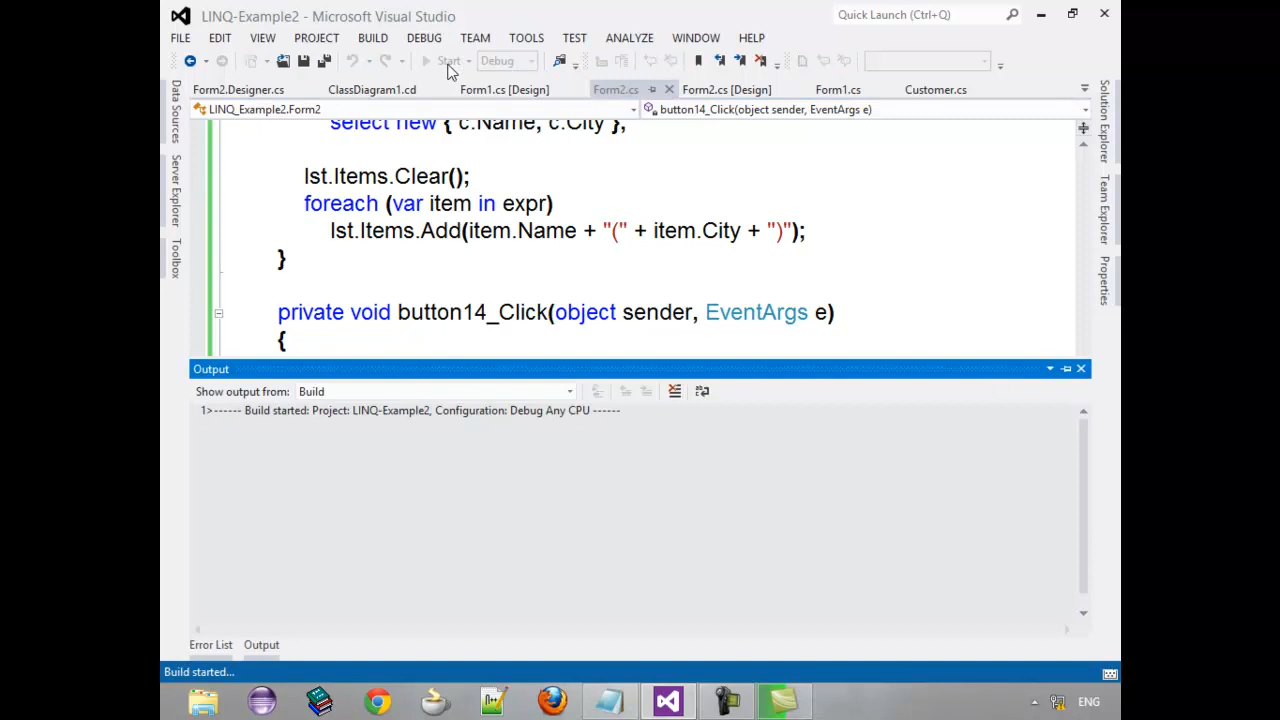 LINQ-Example2 - Microsoft Visual Studio
Quick Launch (Ctrl+Q)
FILE EDIT VIEW PROJECT BUILD DEBUG TEAM TOOLS TEST ANALYZE WINDOW HELP
Start Debug
Form2.Designer.cs ClassDiagram1.cd Form1.cs [Design] Form2.cs Form2.cs [Design] Form1.cs Customer.cs
LINQ_Example2.Form2 button14_Click(object sender, EventArgs e)
Data Sources
Server Explorer
Toolbox
select new { c.Name, c.City };
lst.Items.Clear();
foreach (var item in expr)
lst.Items.Add(item.Name + "(" + item.City + ")");
}
private void button14_Click(object sender, EventArgs e)
{
Solution Explorer
Team Explorer
Properties
Output
Show output from: Build
1>------ Build started: Project: LINQ-Example2, Configuration: Debug Any CPU ------
Error List Output
Build started...
ENG